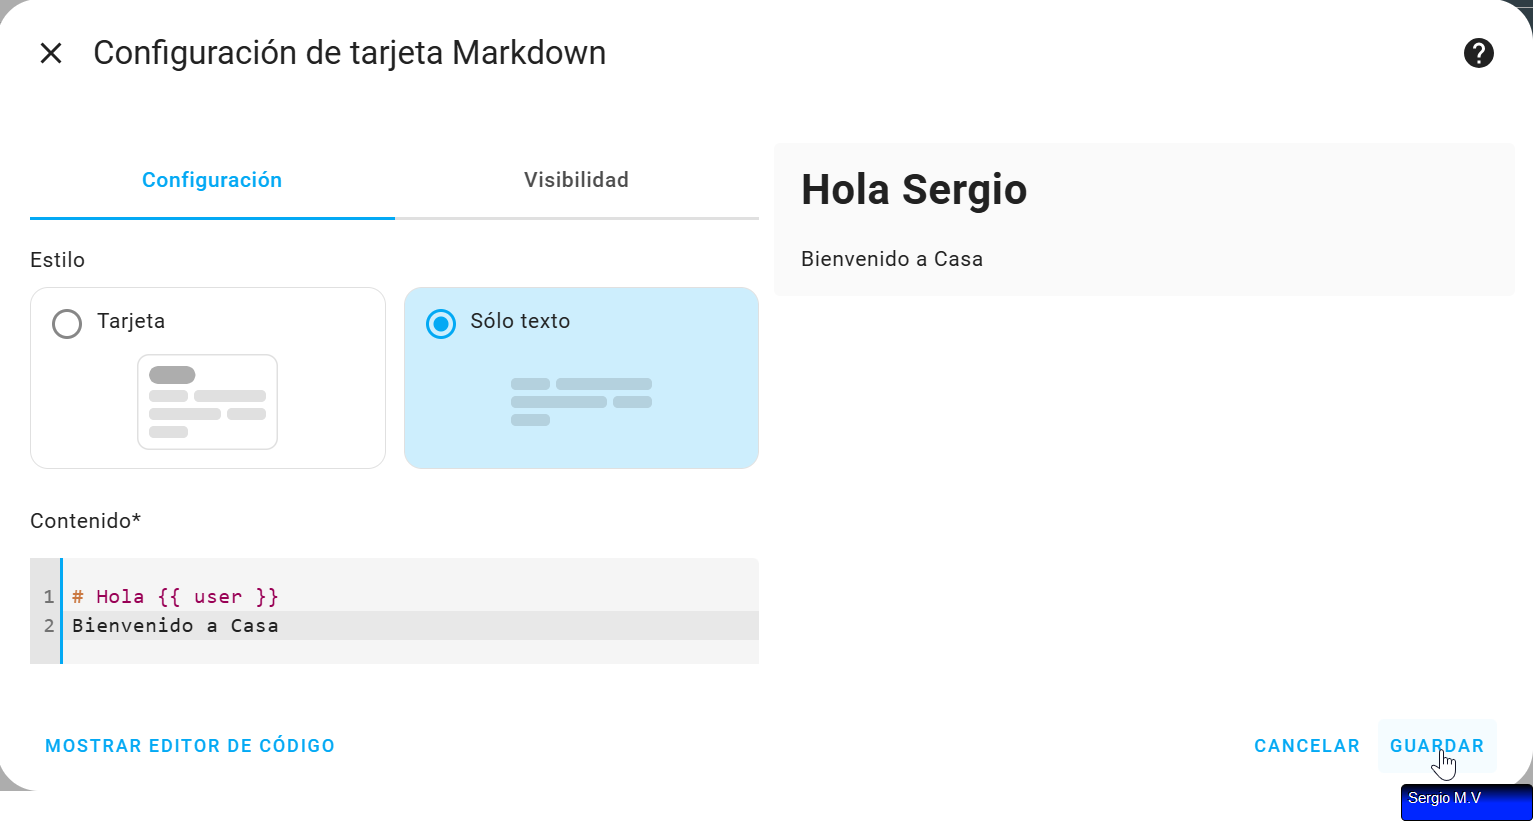 Configuración de tarjeta Markdown
?
Configuración
Visibilidad
Estilo
Tarjeta
Sólo texto
Contenido*
1 # Hola {{ user }}
2 Bienvenido a Casa
Hola Sergio
Bienvenido a Casa
MOSTRAR EDITOR DE CÓDIGO
CANCELAR
GUARDAR
Sergio M.V